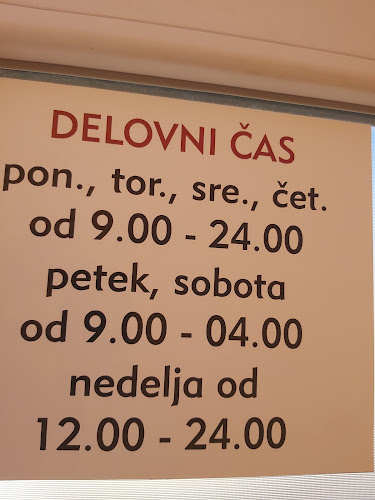 DELOVNI ČAS
pon., tor., sre., čet.
od 9.00 - 24.00
petek, sobota
od 9.00 - 04.00
nedelja od
12.00 - 24.00